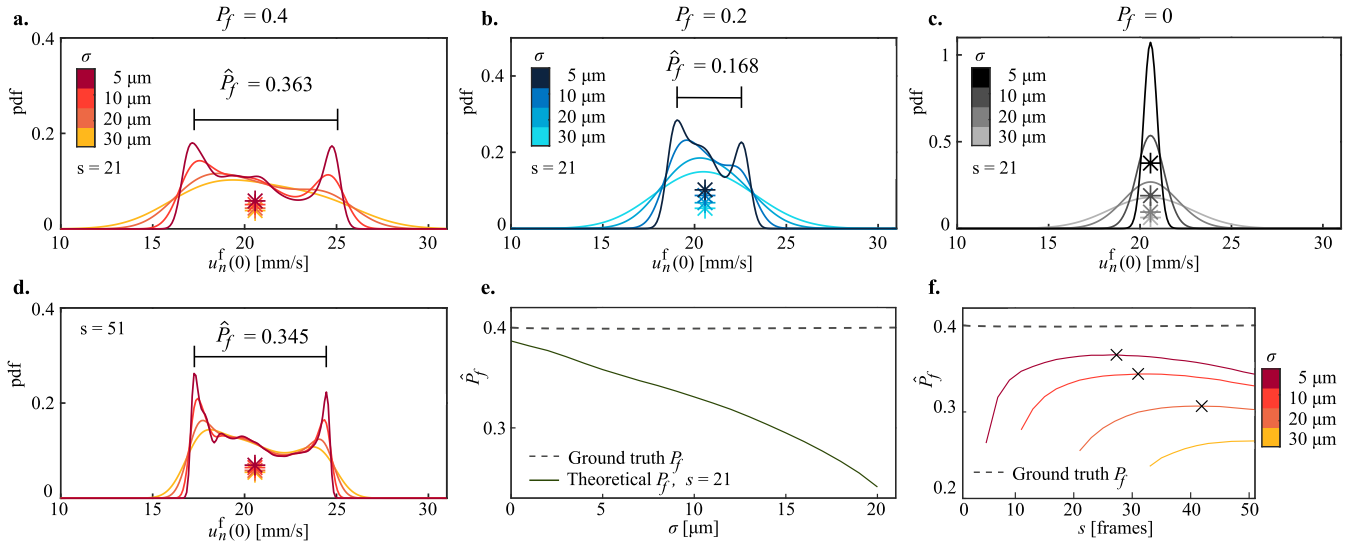 a.
P_f = 0.4
0.4
0.2
0
pdf
σ
5 μm
10 μm
20 μm
30 μm
s = 21
P̂_f = 0.363
10 15 20 25 30
u_n^f(0) [mm/s]
b.
P_f = 0.2
0.4
0.2
0
pdf
σ
5 μm
10 μm
20 μm
30 μm
s = 21
P̂_f = 0.168
10 15 20 25 30
u_n^f(0) [mm/s]
c.
P_f = 0
1
0.5
0
pdf
σ
5 μm
10 μm
20 μm
30 μm
s = 21
10 15 20 25 30
u_n^f(0) [mm/s]
d.
0.4
0.2
0
pdf
s = 51
P̂_f = 0.345
10 15 20 25 30
u_n^f(0) [mm/s]
e.
0.4
0.3
P̂_f
Ground truth P_f
Theoretical P̂_f, s = 21
0 5 10 15 20
σ [μm]
f.
0.4
0.3
0.2
P̂_f
Ground truth P_f
0 10 20 30 40 50
s [frames]
σ
5 μm
10 μm
20 μm
30 μm